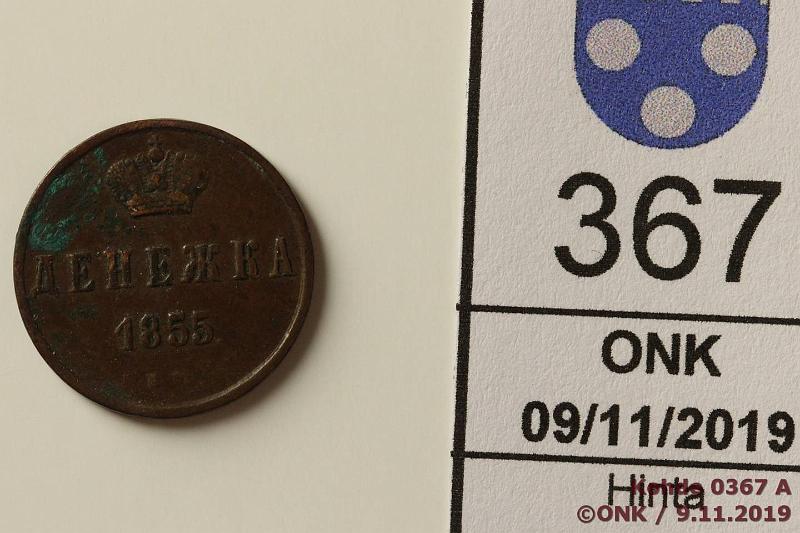 ДЕНЕЖКА
1855
367
ONK
09/11/2019
Hinta
Kohde 0367 A
©ONK / 9.11.2019